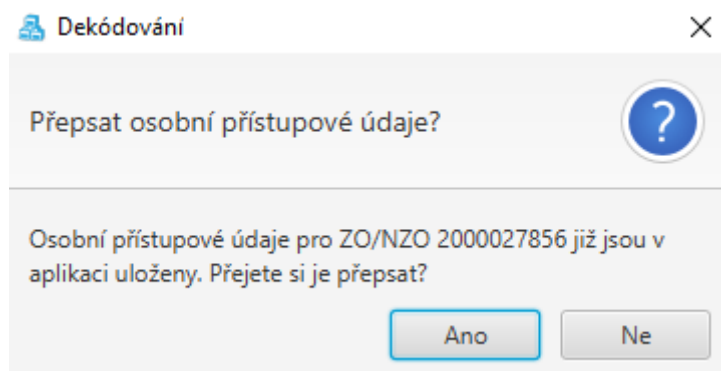 Dekódování
Přepsat osobní přístupové údaje?
Osobní přístupové údaje pro ZO/NZO 2000027856 již jsou v
aplikaci uloženy. Přejete si je přepsat?
Ano
Ne